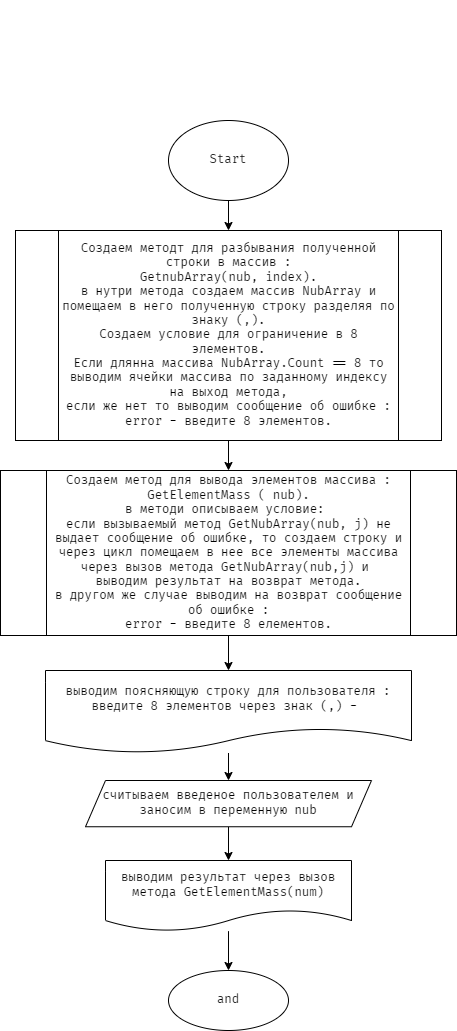 Start
Создаем методт для разбывания полученной
строки в массив :
GetnubArray(nub, index).
в нутри метода создаем массив NubArray и
помещаем в него полученную строку разделяя по
знаку (,).
Создаем условие для ограничение в 8
элементов.
Если длянна массива NubArray.Count == 8 то
выводим ячейки массива по заданному индексу
на выход метода,
если же нет то выводим сообщение об ошибке :
error - введите 8 элементов.
Создаем метод для вывода элементов массива :
GetElementMass ( nub).
в методи описываем условие:
если вызываемый метод GetNubArray(nub, j) не
выдает сообщение об ошибке, то создаем строку и
через цикл помещаем в нее все элементы массива
через вызов метода GetNubArray(nub,j) и
выводим результат на возврат метода.
в другом же случае выводим на возврат сообщение
об ошибке :
error - введите 8 елементов.
выводим поясняющую строку для пользователя :
введите 8 элементов через знак (,) -
считываем введеное пользователем и
заносим в переменную nub
выводим результат через вызов
метода GetElementMass(num)
and